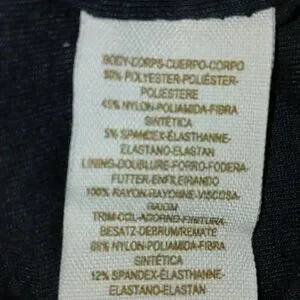 BODY-CORPS-CUERPO-CORPO
50% POLYESTER-POLIÉSTER-
POLIESTERE
45% NYLON-POLIAMIDA-FIBRA
SINTÉTICA
5% SPANDEX-ÉLASTHANNE-
ELASTANO-ELASTAN
LINING-DOUBLURE-FORRO-FODERA-
FUTTER-ENFILEIRANDO
100% RAYON-RAYONNE-VISCOSA-
TRIM-COL-ADORNO-FINITURA-
BESATZ-DEBRUM/REMATE
88% NYLON-POLIAMIDA-FIBRA
SINTÉTICA
12% SPANDEX-ÉLASTHANNE-
ELASTANO-ELASTAN